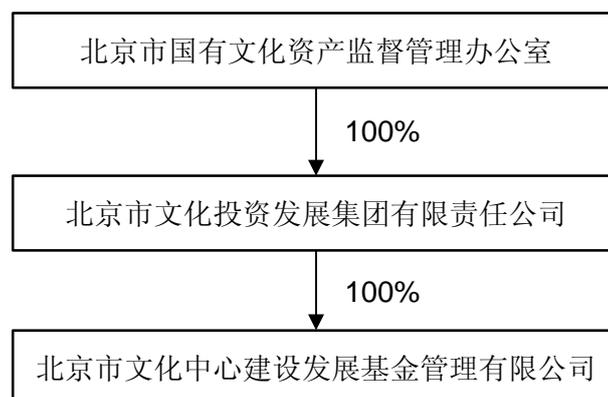 北京市国有文化资产监督管理办公室
100%
北京市文化投资发展集团有限责任公司
100%
北京市文化中心建设发展基金管理有限公司